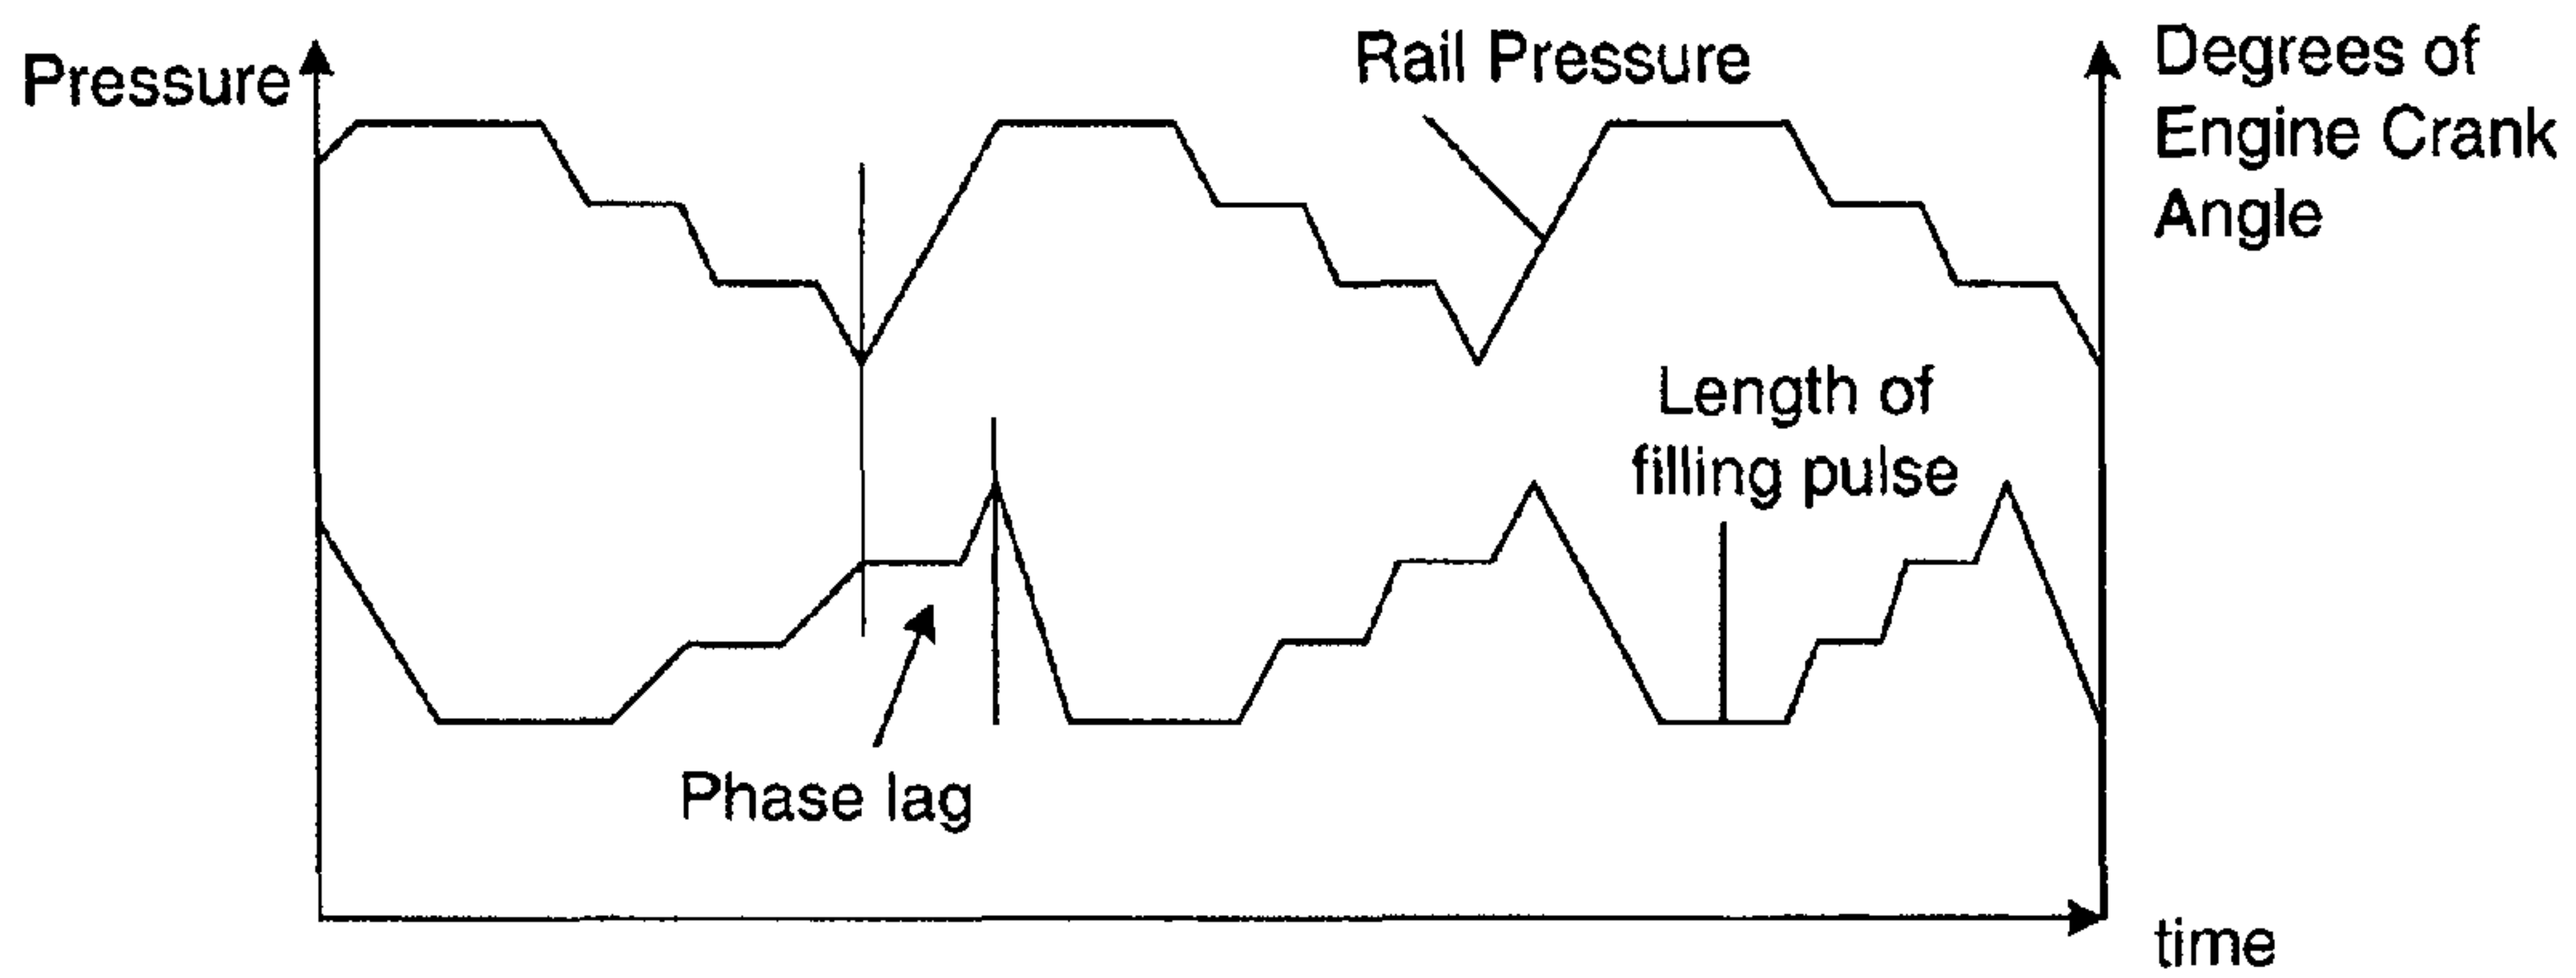 Pressure
Rail Pressure
Degrees of
Engine Crank
Angle
Length of
filling pulse
Phase lag
time